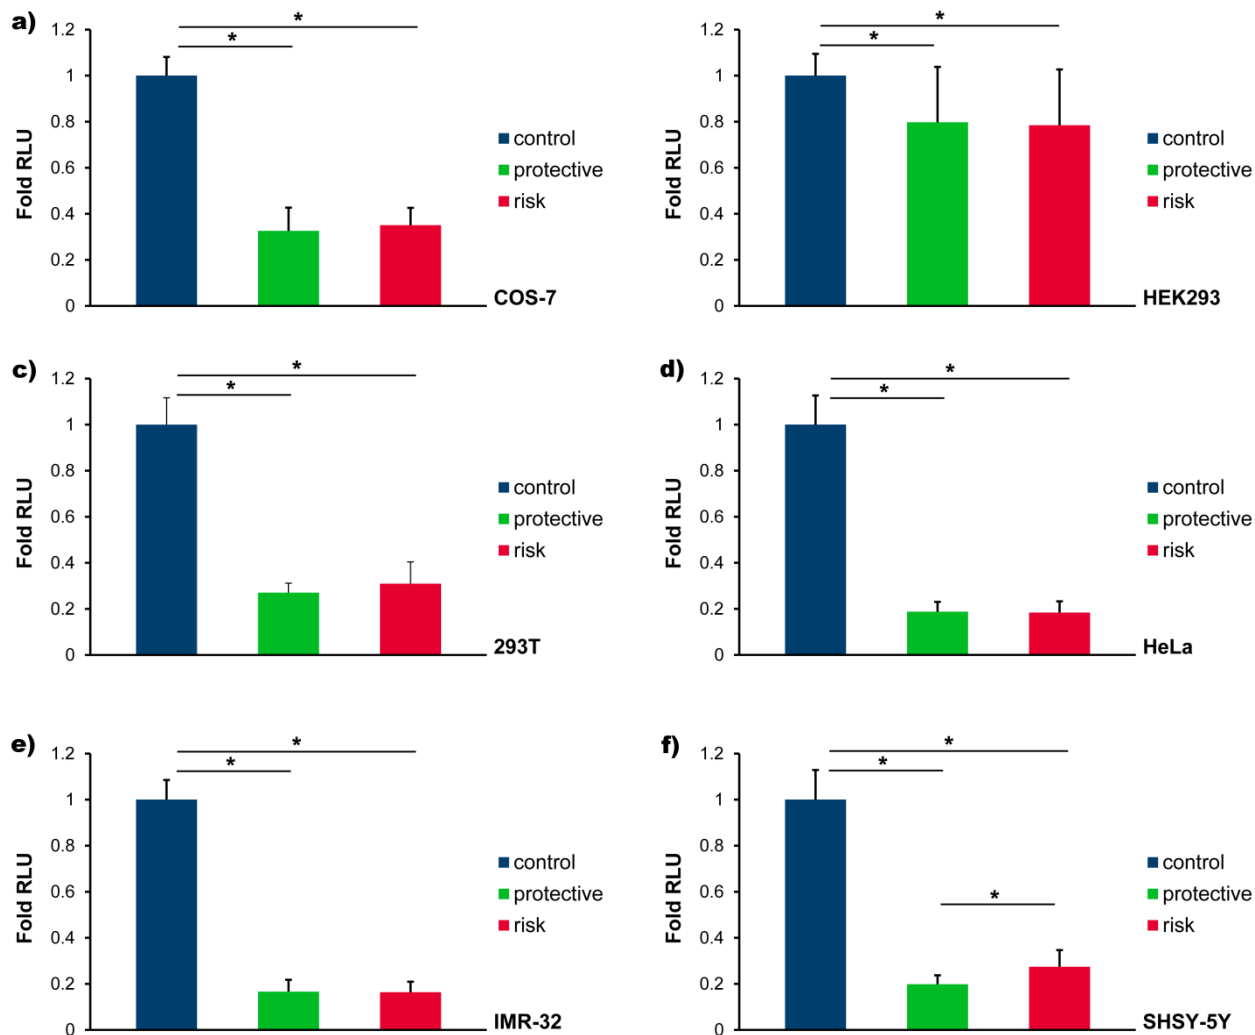 a)
*
*
1.2
1
0.8
0.6
0.4
0.2
0
Fold RLU
control
protective
risk
COS-7
*
*
1.2
1
0.8
0.6
0.4
0.2
0
Fold RLU
control
protective
risk
HEK293
c)
*
*
1.2
1
0.8
0.6
0.4
0.2
0
Fold RLU
control
protective
risk
293T
d)
*
*
1.2
1
0.8
0.6
0.4
0.2
0
Fold RLU
control
protective
risk
HeLa
e)
*
*
1.2
1
0.8
0.6
0.4
0.2
0
Fold RLU
control
protective
risk
IMR-32
f)
*
*
*
1.2
1
0.8
0.6
0.4
0.2
0
Fold RLU
control
protective
risk
SHSY-5Y